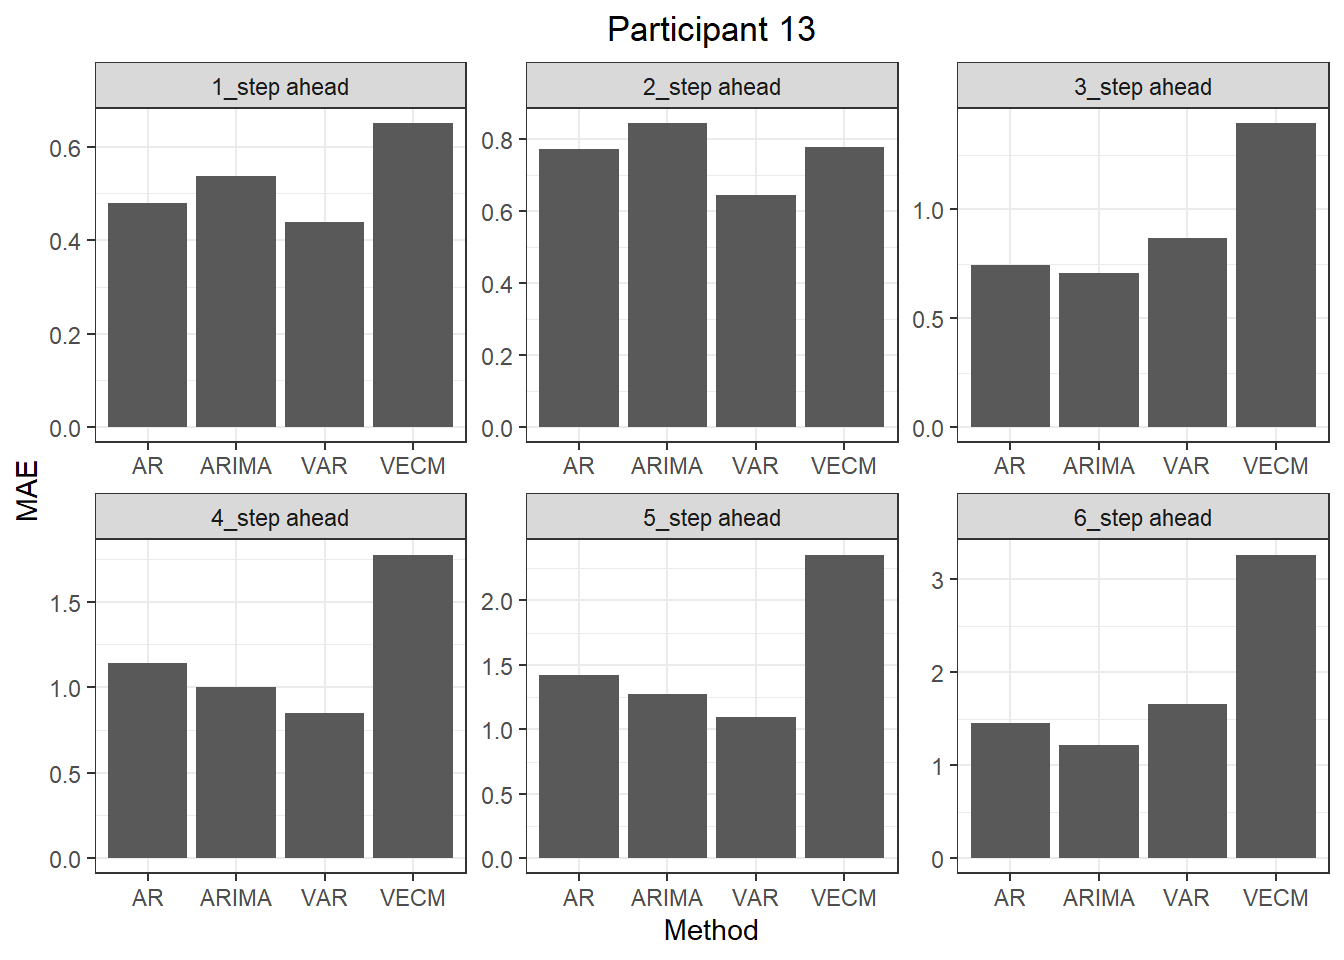 Participant 13
1_step ahead
2_step ahead
3_step ahead
0.6
0.4
0.2
0.0
AR ARIMA VAR VECM
0.8
0.6
0.4
0.2
0.0
AR ARIMA VAR VECM
1.0
0.5
0.0
AR ARIMA VAR VECM
MAE
4_step ahead
5_step ahead
6_step ahead
1.5
1.0
0.5
0.0
AR ARIMA VAR VECM
2.0
1.5
1.0
0.5
0.0
AR ARIMA VAR VECM
3
2
1
0
AR ARIMA VAR VECM
Method